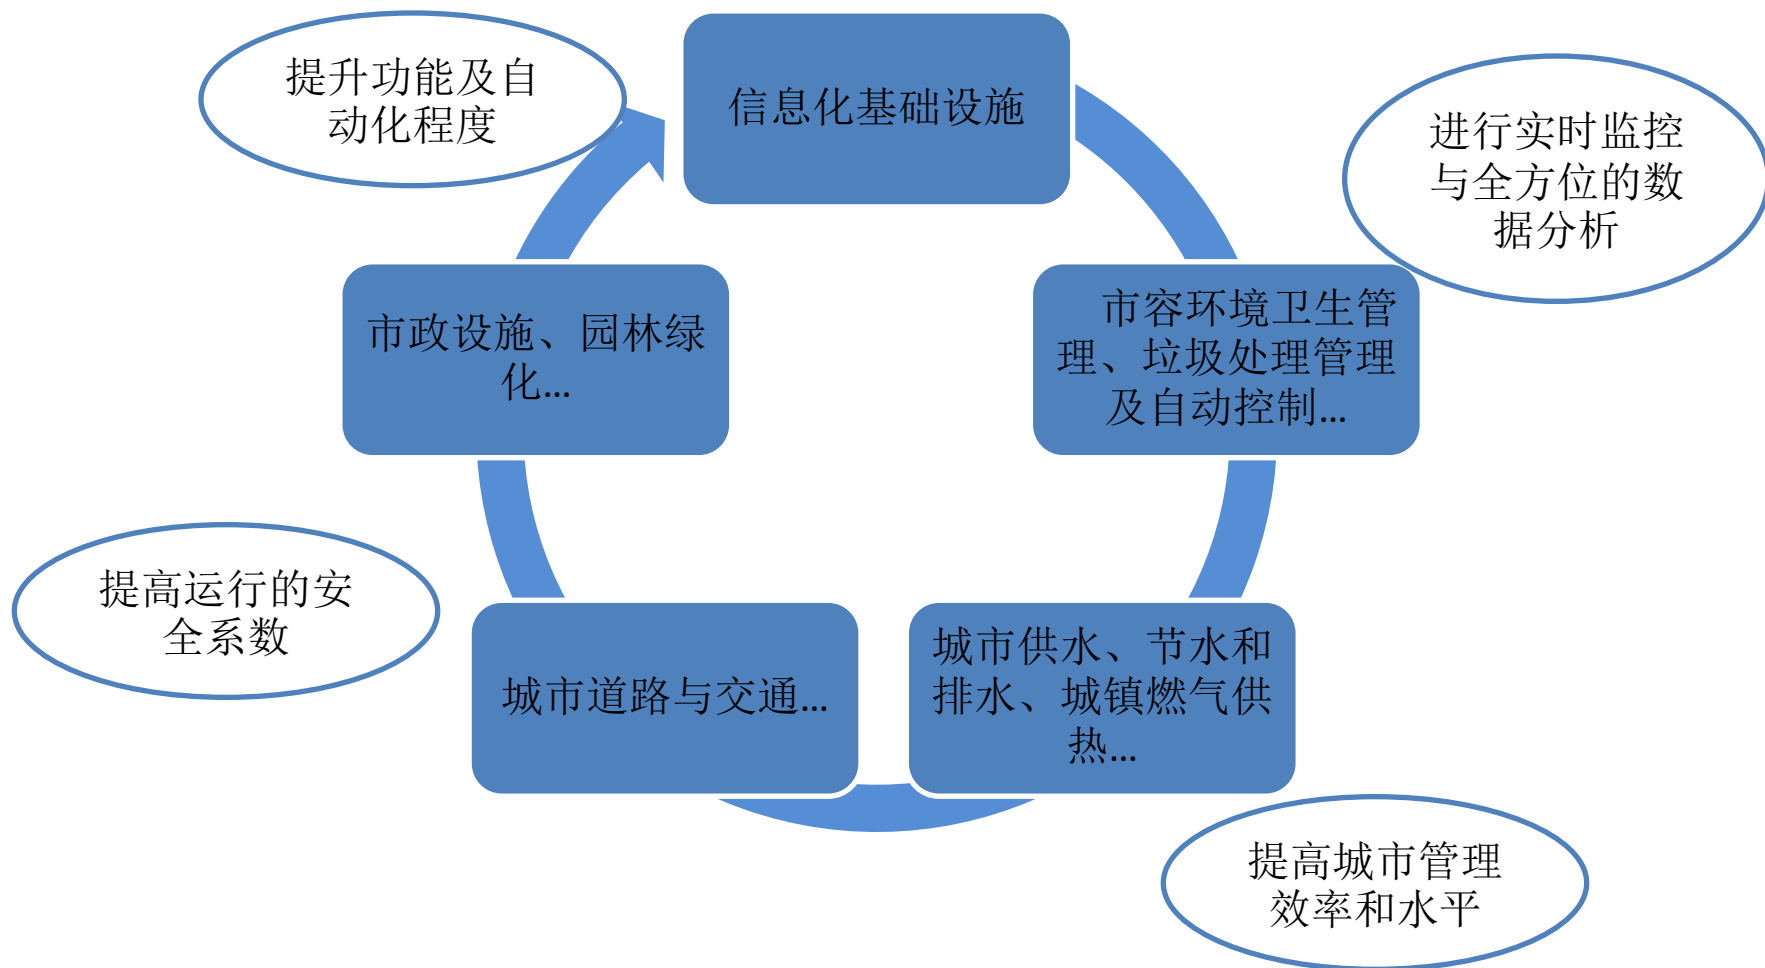 提升功能及自
动化程度
信息化基础设施
进行实时监控
与全方位的数
据分析
市政设施、园林绿
化...
市容环境卫生管
理、垃圾处理管理
及自动控制...
提高运行的安
全系数
城市道路与交通...
城市供水、节水和
排水、城镇燃气供
热...
提高城市管理
效率和水平